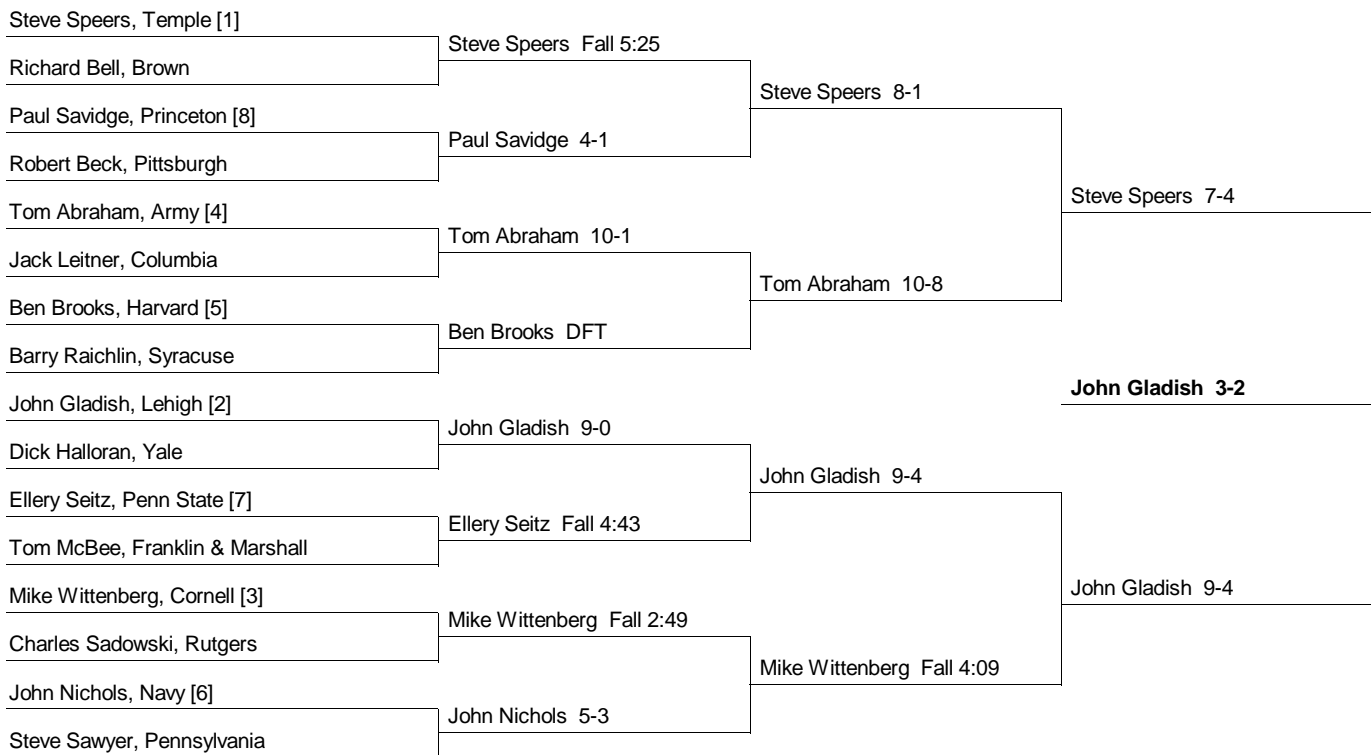 Steve Speers, Temple [1]
Richard Bell, Brown
Paul Savidge, Princeton [8]
Robert Beck, Pittsburgh
Tom Abraham, Army [4]
Jack Leitner, Columbia
Ben Brooks, Harvard [5]
Barry Raichlin, Syracuse
John Gladish, Lehigh [2]
Dick Halloran, Yale
Ellery Seitz, Penn State [7]
Tom McBee, Franklin & Marshall
Mike Wittenberg, Cornell [3]
Charles Sadowski, Rutgers
John Nichols, Navy [6]
Steve Sawyer, Pennsylvania
Steve Speers Fall 5:25
Paul Savidge 4-1
Tom Abraham 10-1
Ben Brooks DFT
John Gladish 9-0
Ellery Seitz Fall 4:43
Mike Wittenberg Fall 2:49
John Nichols 5-3
Steve Speers 8-1
Tom Abraham 10-8
John Gladish 9-4
Mike Wittenberg Fall 4:09
Steve Speers 7-4
John Gladish 9-4
John Gladish 3-2